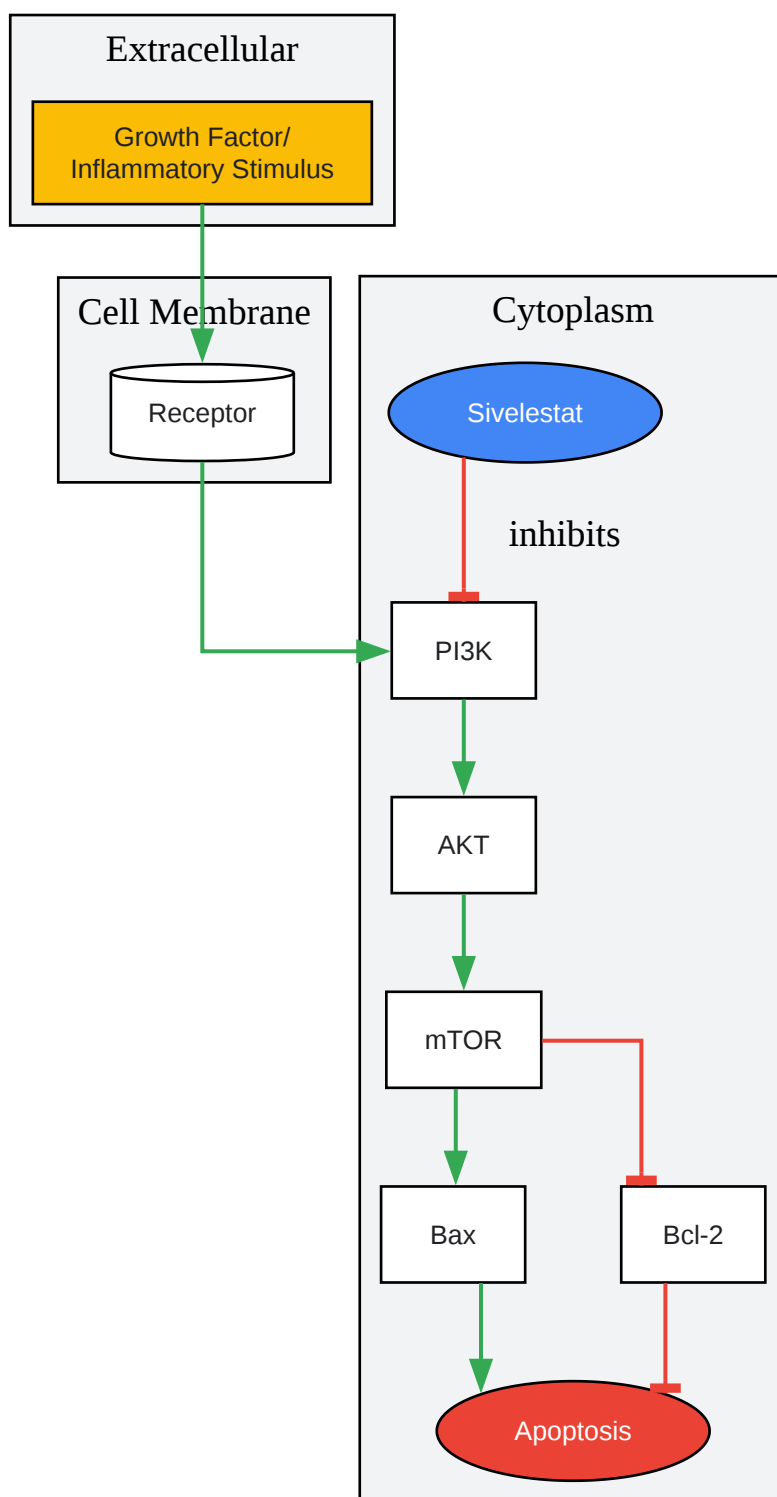 Extracellular
Growth Factor/
Inflammatory Stimulus
Cell Membrane
Cytoplasm
Receptor
Sivelestat
inhibits
PI3K
AKT
mTOR
Bax
Bcl-2
Apoptosis